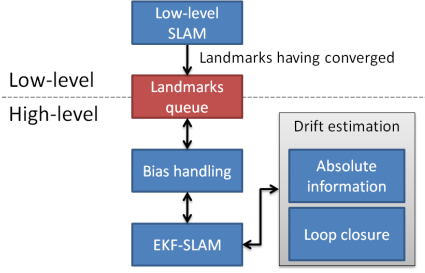 Low-level
SLAM
Landmarks having converged
Low-level
Landmarks
queue
High-level
Drift estimation
Bias handling
Absolute
information
EKF-SLAM
Loop closure